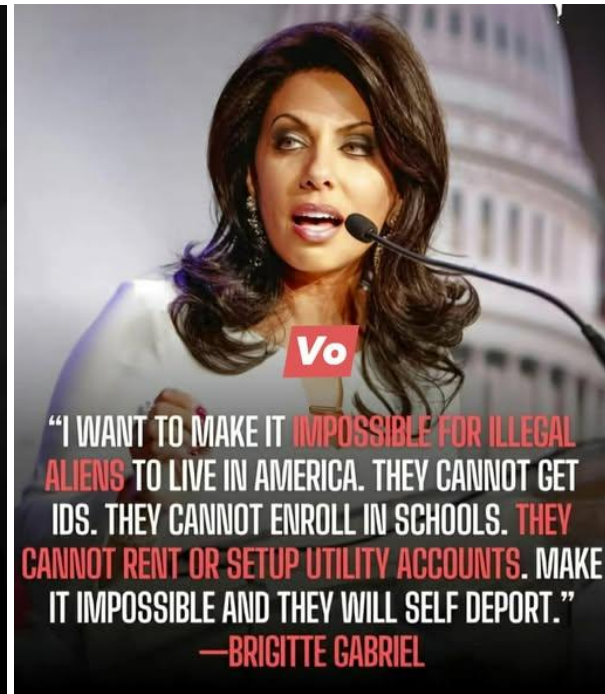 Vo
“I WANT TO MAKE IT IMPOSSIBLE FOR ILLEGAL
ALIENS TO LIVE IN AMERICA. THEY CANNOT GET
IDS. THEY CANNOT ENROLL IN SCHOOLS. THEY
CANNOT RENT OR SETUP UTILITY ACCOUNTS. MAKE
IT IMPOSSIBLE AND THEY WILL SELF DEPORT.”
—BRIGITTE GABRIEL